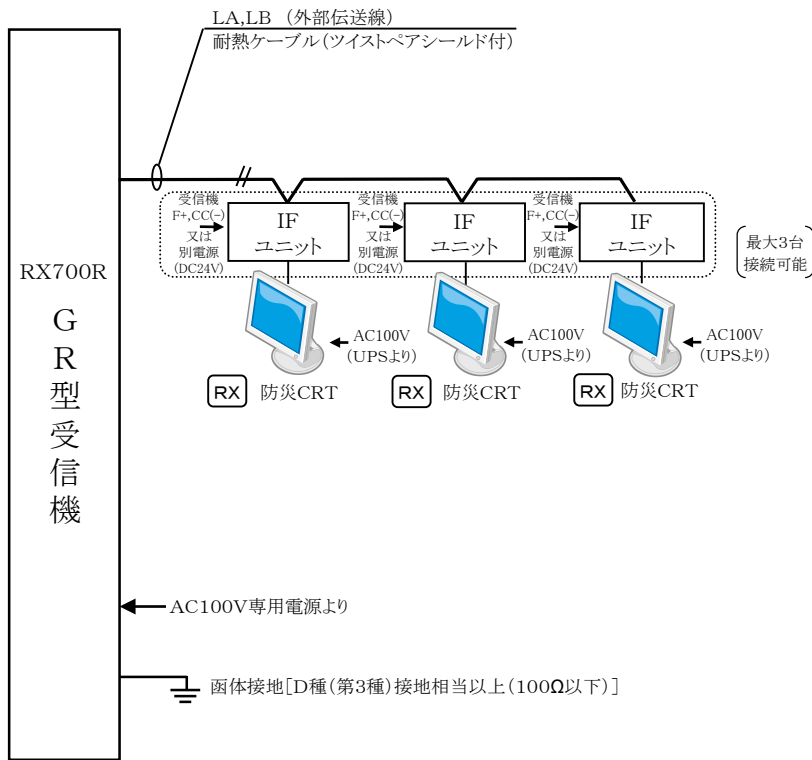 LA,LB （外部伝送線）
耐熱ケーブル（ツイストペアシールド付）
受信機
F+,CC(-)
又は
別電源
(DC24V)
IF
ユニット
受信機
F+,CC(-)
又は
別電源
(DC24V)
IF
ユニット
受信機
F+,CC(-)
又は
別電源
(DC24V)
IF
ユニット
最大3台
接続可能
RX700R
GR型受信機
AC100V
(UPSより)
AC100V
(UPSより)
AC100V
(UPSより)
RX 防災CRT
RX 防災CRT
RX 防災CRT
AC100V専用電源より
函体接地[D種(第3種)接地相当以上(100Ω以下)]